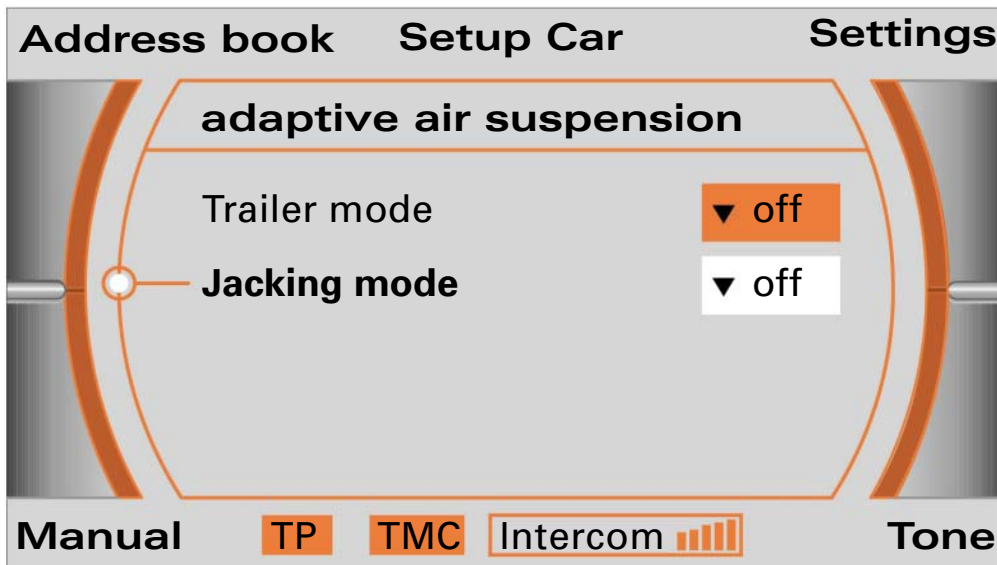 Address book Setup Car Settings
adaptive air suspension
Trailer mode ▼ off
Jacking mode ▼ off
Manual TP TMC Intercom Tone